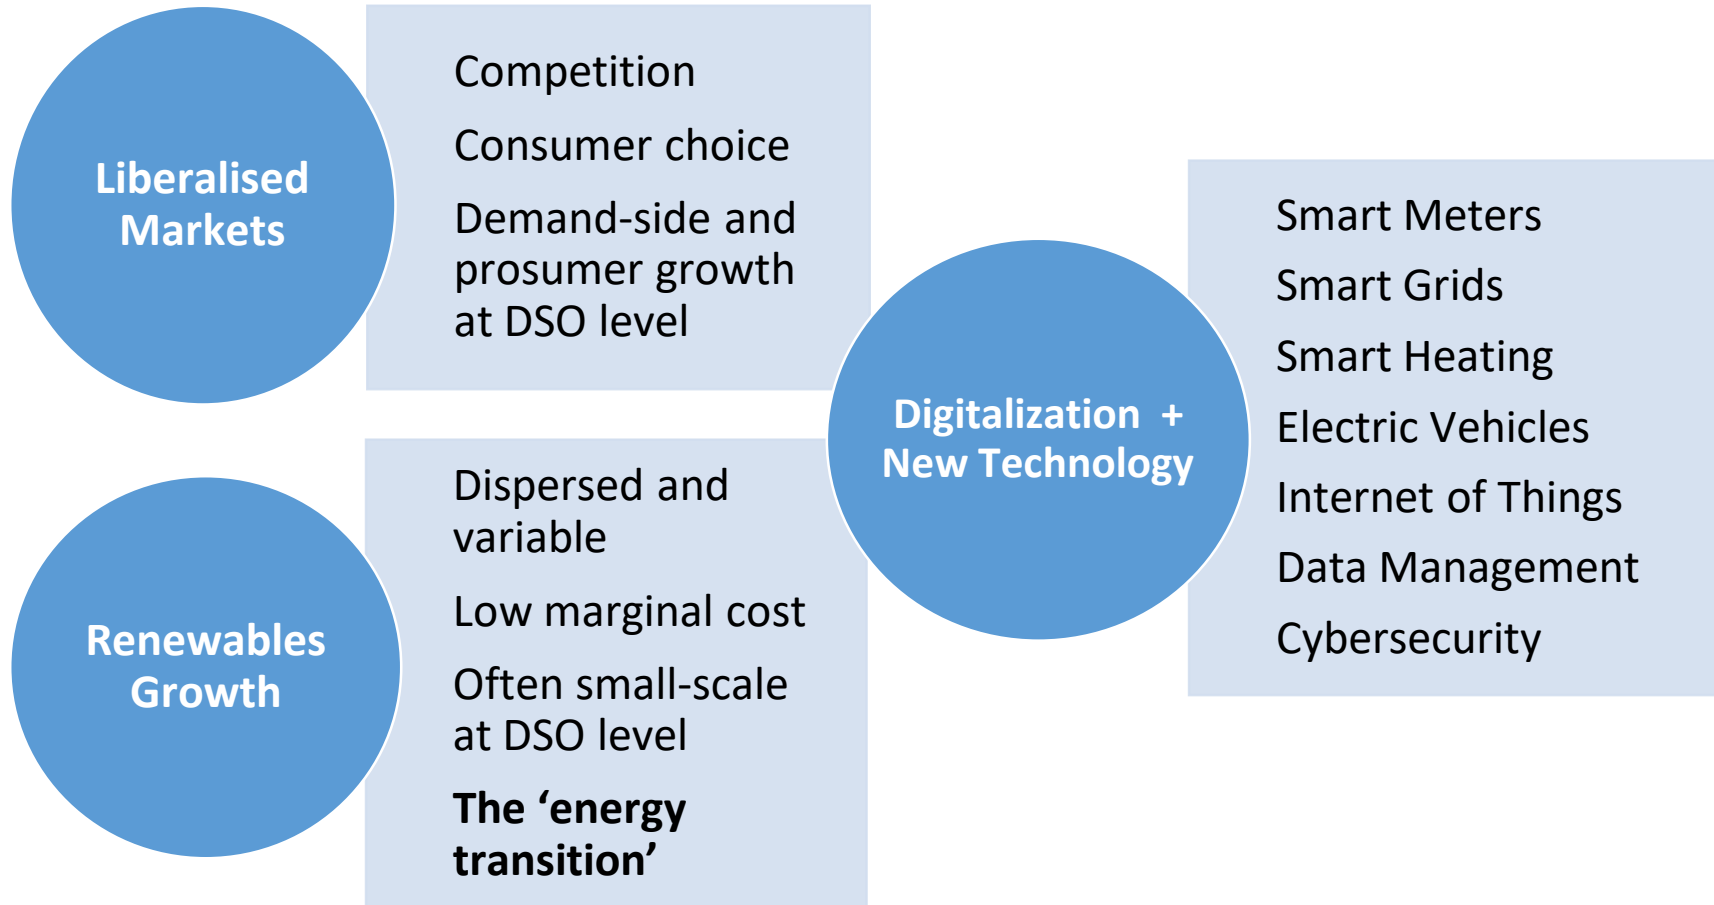 Liberalised
Markets
Competition
Consumer choice
Demand-side and
prosumer growth
at DSO level
Renewables
Growth
Dispersed and
variable
Low marginal cost
Often small-scale
at DSO level
The ‘energy
transition’
Digitalization +
New Technology
Smart Meters
Smart Grids
Smart Heating
Electric Vehicles
Internet of Things
Data Management
Cybersecurity